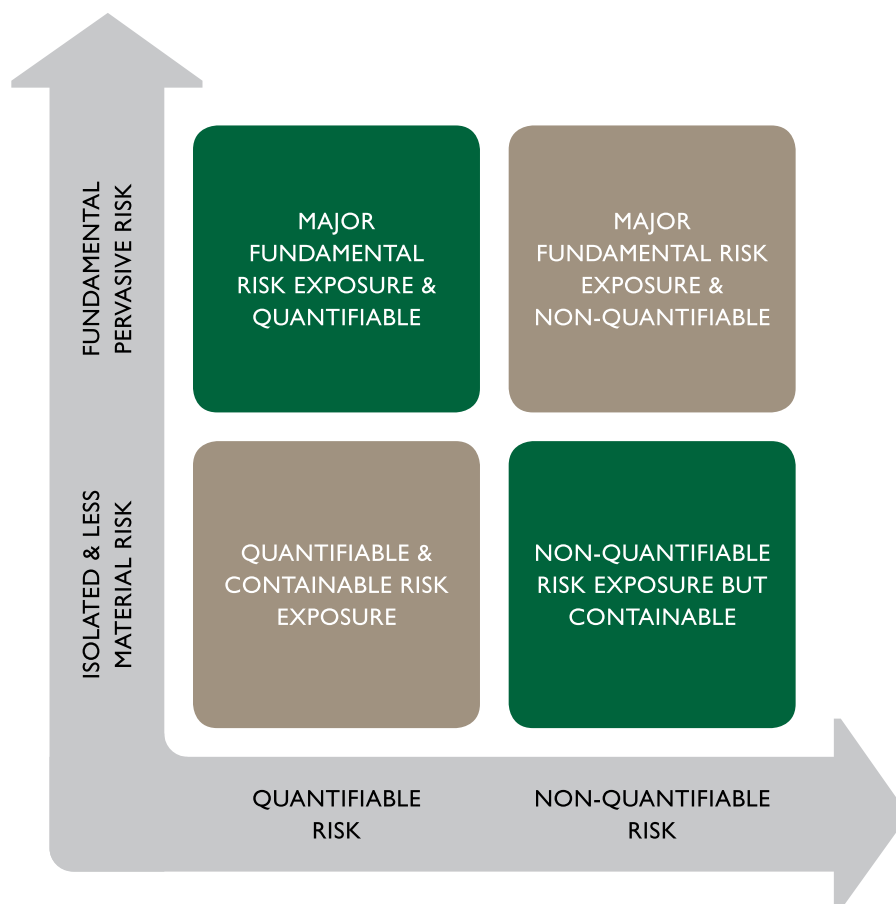 FUNDAMENTAL
PERVASIVE RISK
MAJOR
FUNDAMENTAL
RISK EXPOSURE &
QUANTIFIABLE
MAJOR
FUNDAMENTAL RISK
EXPOSURE &
NON-QUANTIFIABLE
ISOLATED & LESS
MATERIAL RISK
QUANTIFIABLE &
CONTAINABLE RISK
EXPOSURE
NON-QUANTIFIABLE
RISK EXPOSURE BUT
CONTAINABLE
QUANTIFIABLE
RISK
NON-QUANTIFIABLE
RISK